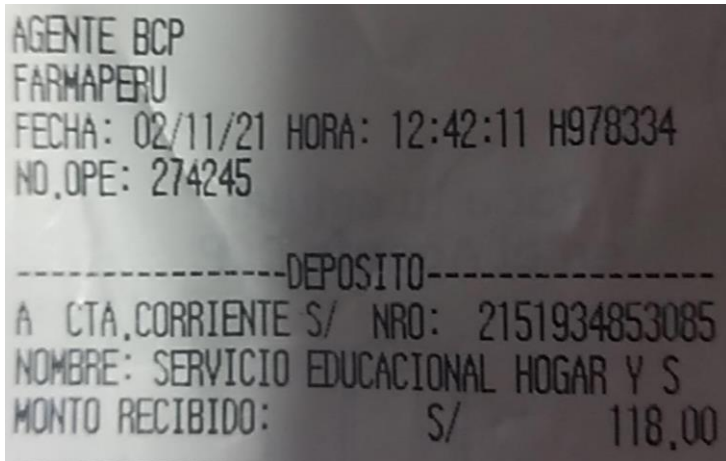 AGENTE BCP
FARMAPERU
FECHA: 02/11/21 HORA: 12:42:11 H978334
NO.OPE: 274245
----------------DEPOSITO----------------
A CTA.CORRIENTE S/ NRO: 2151934853085
NOMBRE: SERVICIO EDUCACIONAL HOGAR Y S
MONTO RECIBIDO: S/ 118.00